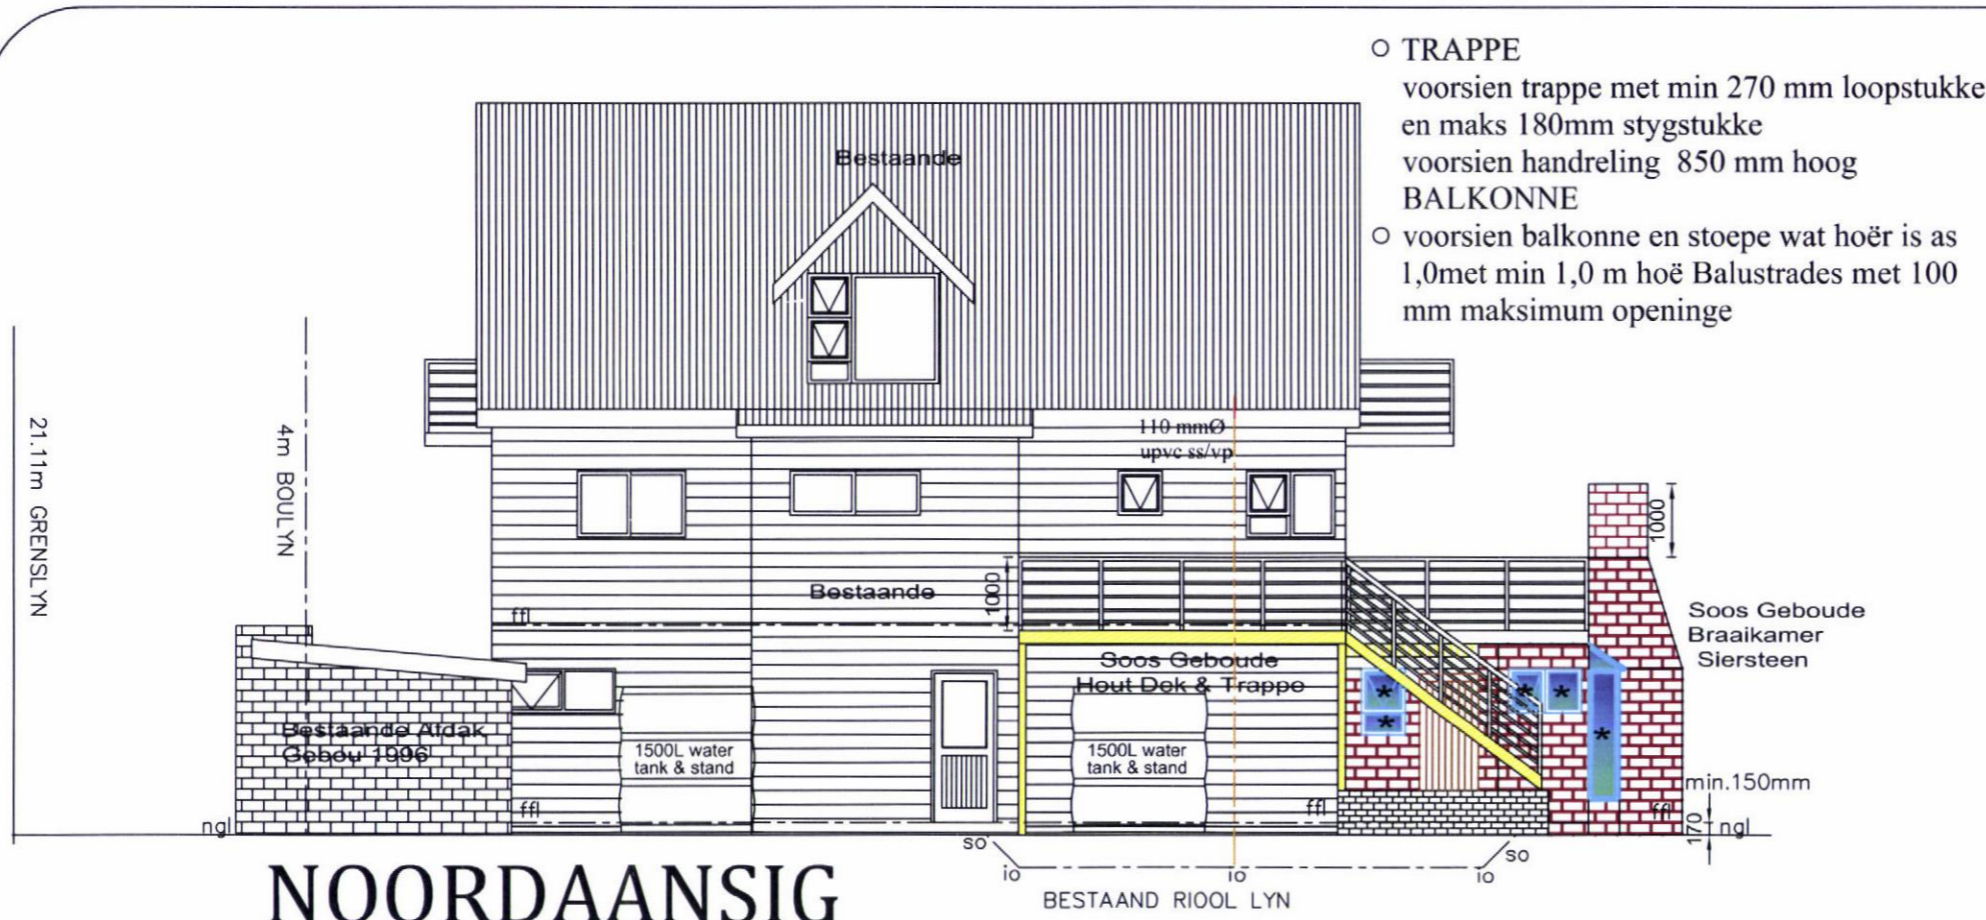 ○ TRAPPE
voorsien trappe met min 270 mm loopstukke
en maks 180mm stygstukke
voorsien handreling 850 mm hoog
BALKONNE
○ voorsien balkonne en stoepe wat hoër is as
1,0met min 1,0 m hoë Balustrades met 100
mm maksimum openinge
Bestaande
21.11m GRENSLYN
4m BOULYN
110 mmØ
upvc ss/vp
1000
Bestaande
1000
ffl
Soos Geboude
Braaikamer
Siersteen
Soos Geboude
Hout Dek & Trappe
Bestaande Afdak
Gebou 1996
1500L water
tank & stand
1500L water
tank & stand
*
*
*
*
*
min.150mm
ffl
ffl
ffl
170
ngl
ngl
so
so
io
io
io
BESTAAND RIOOL LYN
NOORDAANSIG